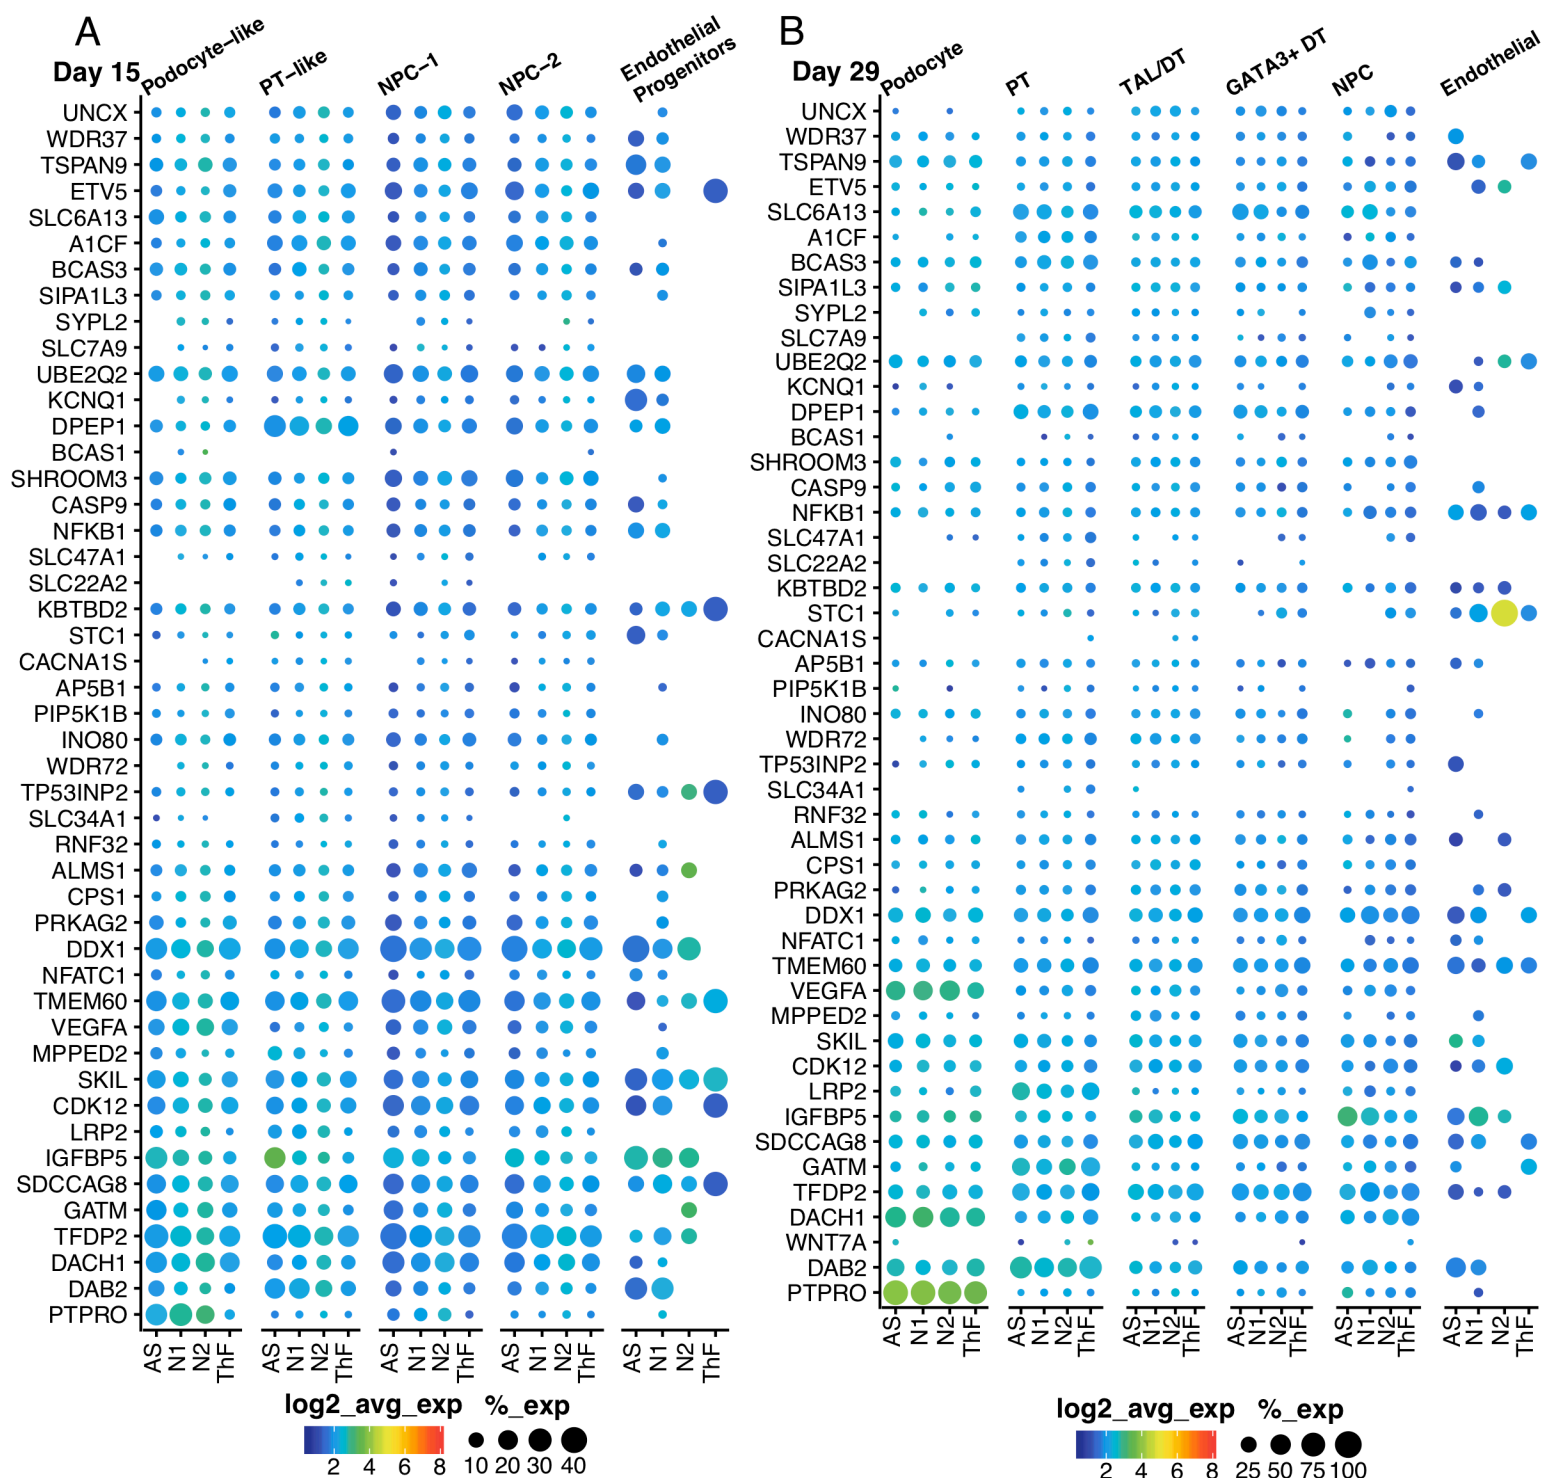 A
Day 15
Podocyte–like
PT–like
NPC–1
NPC–2
Endothelial
Progenitors
UNCX
WDR37
TSPAN9
ETV5
SLC6A13
A1CF
BCAS3
SIPA1L3
SYPL2
SLC7A9
UBE2Q2
KCNQ1
DPEP1
BCAS1
SHROOM3
CASP9
NFKB1
SLC47A1
SLC22A2
KBTBD2
STC1
CACNA1S
AP5B1
PIP5K1B
INO80
WDR72
TP53INP2
SLC34A1
RNF32
ALMS1
CPS1
PRKAG2
DDX1
NFATC1
TMEM60
VEGFA
MPPED2
SKIL
CDK12
LRP2
IGFBP5
SDCCAG8
GATM
TFDP2
DACH1
DAB2
PTPRO
AS N1 N2 ThF AS N1 N2 ThF AS N1 N2 ThF AS N1 N2 ThF AS N1 N2 ThF
log2_avg_exp %_exp
2 4 6 8 10 20 30 40
B
Day 29
Podocyte
PT
TAL/DT
GATA3+ DT
NPC
Endothelial
UNCX
WDR37
TSPAN9
ETV5
SLC6A13
A1CF
BCAS3
SIPA1L3
SYPL2
SLC7A9
UBE2Q2
KCNQ1
DPEP1
BCAS1
SHROOM3
CASP9
NFKB1
SLC47A1
SLC22A2
KBTBD2
STC1
CACNA1S
AP5B1
PIP5K1B
INO80
WDR72
TP53INP2
SLC34A1
RNF32
ALMS1
CPS1
PRKAG2
DDX1
NFATC1
TMEM60
VEGFA
MPPED2
SKIL
CDK12
LRP2
IGFBP5
SDCCAG8
GATM
TFDP2
DACH1
WNT7A
DAB2
PTPRO
AS N1 N2 ThF AS N1 N2 ThF AS N1 N2 ThF AS N1 N2 ThF AS N1 N2 ThF AS N1 N2 ThF
log2_avg_exp %_exp
2 4 6 8 25 50 75 100